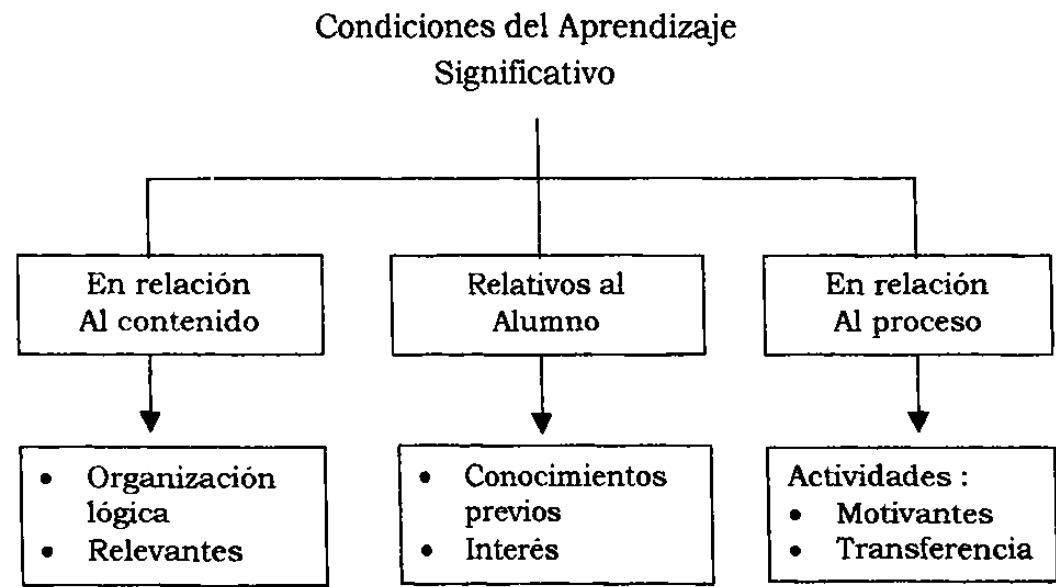 Condiciones del Aprendizaje
Significativo
En relación
Al contenido
Relativos al
Alumno
En relación
Al proceso
• Organización
lógica
• Relevantes
• Conocimientos
previos
• Interés
Actividades :
• Motivantes
• Transferencia